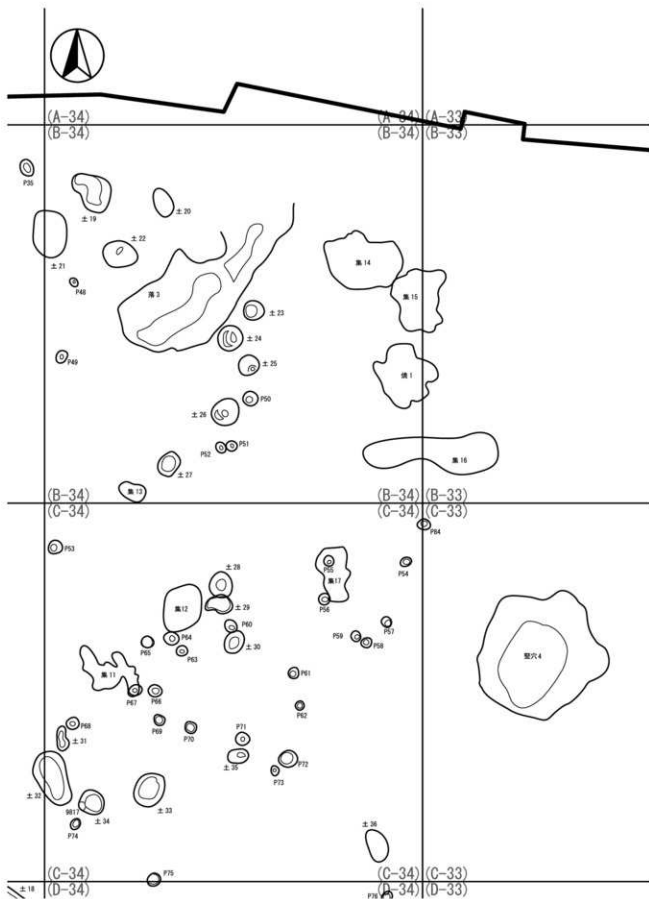 (A-34)
(A-34) (A-33)
(B-34)
(B-34) (B-33)
P35
土19
土20
土21
土22
P48
落3
集14
集15
土23
土24
P49
土25
焼1
P50
土26
P52 P51
集16
土27
集13
(B-34)
(B-34) (B-33)
(C-34)
(C-34) (C-33)
P84
P53
P55
P54
土28
集17
集12
土29
P56
P60
P57
P64
P59
P58
P65
P63
土30
竪穴4
集11
P61
P67
P66
P62
P68
P69
P70
P71
土31
土35
P72
P73
土32
土33
9817
土34
P74
土36
P75
(C-34)
(C-34) (C-33)
土18
(D-34)
P76
(D-34) (D-33)